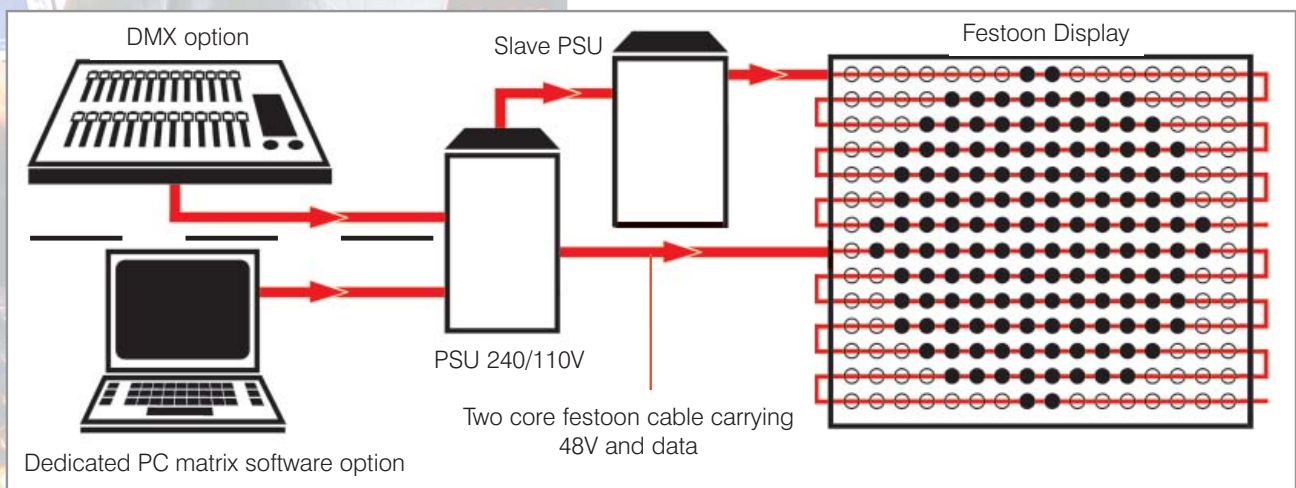 DMX option
Slave PSU
Festoon Display
PSU 240/110V
Two core festoon cable carrying
48V and data
Dedicated PC matrix software option